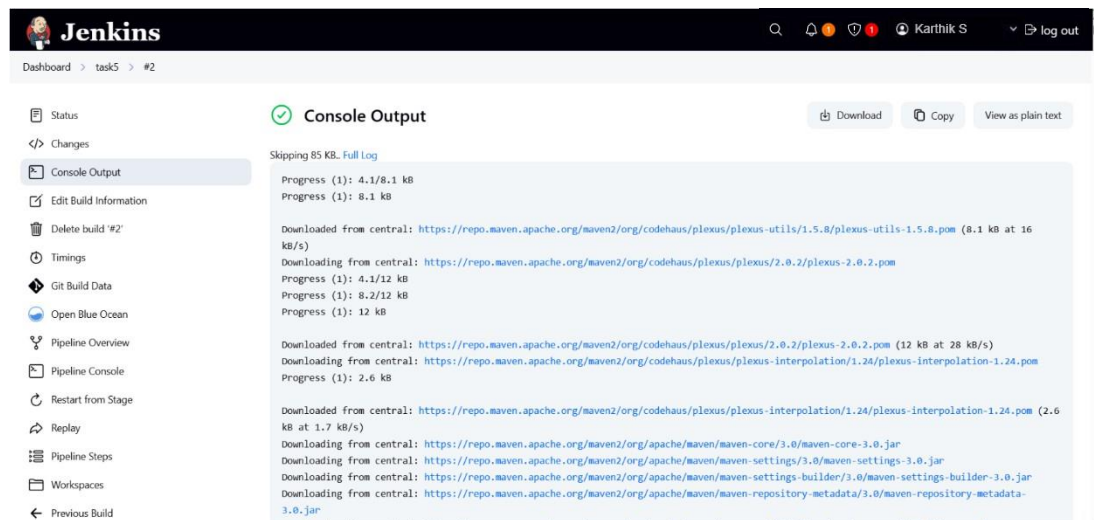 Jenkins
1
1
Karthik S
log out
Dashboard > task5 > #2
Status
Changes
Console Output
Edit Build Information
Delete build '#2'
Timings
Git Build Data
Open Blue Ocean
Pipeline Overview
Pipeline Console
Restart from Stage
Replay
Pipeline Steps
Workspaces
Previous Build
Console Output
Download
Copy
View as plain text
Skipping 85 KB.. Full Log
Progress (1): 4.1/8.1 kB
Progress (1): 8.1 kB
Downloaded from central: https://repo.maven.apache.org/maven2/org/codehaus/plexus/plexus-utils/1.5.8/plexus-utils-1.5.8.pom (8.1 kB at 16
kB/s)
Downloading from central: https://repo.maven.apache.org/maven2/org/codehaus/plexus/plexus/2.0.2/plexus-2.0.2.pom
Progress (1): 4.1/12 kB
Progress (1): 8.2/12 kB
Progress (1): 12 kB
Downloaded from central: https://repo.maven.apache.org/maven2/org/codehaus/plexus/plexus/2.0.2/plexus-2.0.2.pom (12 kB at 28 kB/s)
Downloading from central: https://repo.maven.apache.org/maven2/org/codehaus/plexus/plexus-interpolation/1.24/plexus-interpolation-1.24.pom
Progress (1): 2.6 kB
Downloaded from central: https://repo.maven.apache.org/maven2/org/codehaus/plexus/plexus-interpolation/1.24/plexus-interpolation-1.24.pom (2.6
kB at 1.7 kB/s)
Downloading from central: https://repo.maven.apache.org/maven2/org/apache/maven/maven-core/3.0/maven-core-3.0.jar
Downloading from central: https://repo.maven.apache.org/maven2/org/apache/maven/maven-settings/3.0/maven-settings-3.0.jar
Downloading from central: https://repo.maven.apache.org/maven2/org/apache/maven/maven-settings-builder/3.0/maven-settings-builder-3.0.jar
Downloading from central: https://repo.maven.apache.org/maven2/org/apache/maven/maven-repository-metadata/3.0/maven-repository-metadata-
3.0.jar